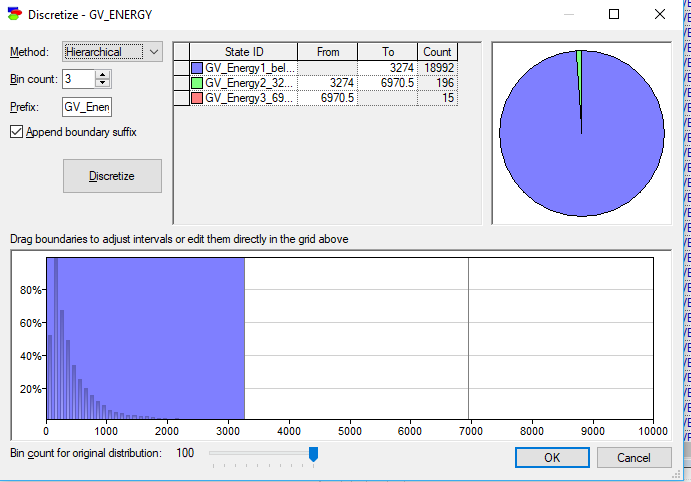 Discretize - GV_ENERGY
Method: Hierarchical
Bin count: 3
Prefix: GV_Ener
Append boundary suffix
Discretize
State ID From To Count
GV_Energy1_bel... 3274 18992
GV_Energy2_32... 3274 6970.5 196
GV_Energy3_69... 6970.5 15
Drag boundaries to adjust intervals or edit them directly in the grid above
80%
60%
40%
20%
0 1000 2000 3000 4000 5000 6000 7000 8000 9000 10000
Bin count for original distribution: 100
OK Cancel